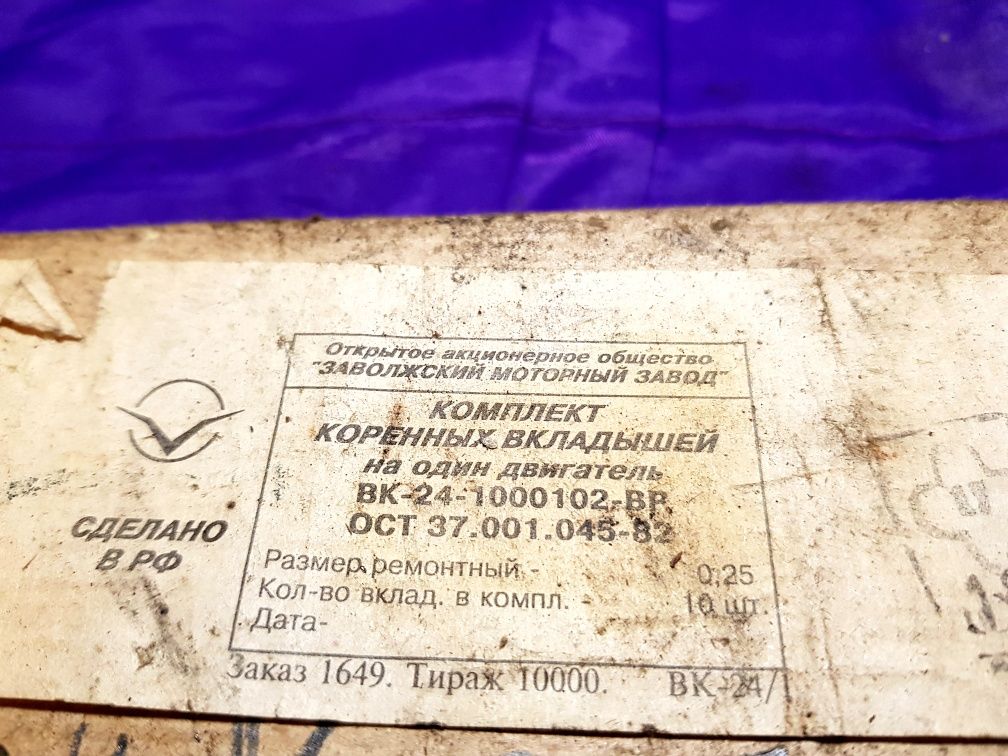 Открытое акционерное общество
"ЗАВОЛЖСКИЙ МОТОРНЫЙ ЗАВОД"
КОМПЛЕКТ
КОРЕННЫХ ВКЛАДЫШЕЙ
на один двигатель
ВК-24-1000102-ВР
ОСТ 37.001.045-82
Размер ремонтный - 0,25
Кол-во вклад. в компл. - 10 шт.
Дата-
СДЕЛАНО
В РФ
Заказ 1649. Тираж 10000. ВК-24/